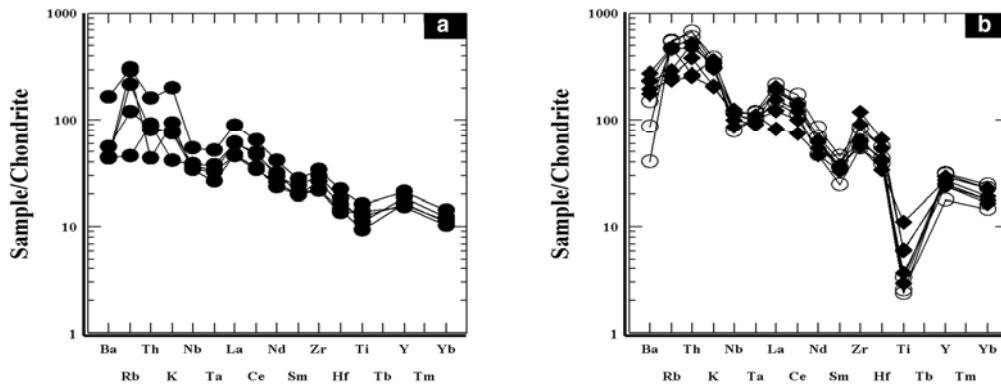 a
Sample/Chondrite
1000
100
10
1
Ba Th Nb La Nd Zr Ti Y Yb
Rb K Ta Ce Sm Hf Tb Tm
b
Sample/Chondrite
1000
100
10
1
Ba Th Nb La Nd Zr Ti Y Yb
Rb K Ta Ce Sm Hf Tb Tm